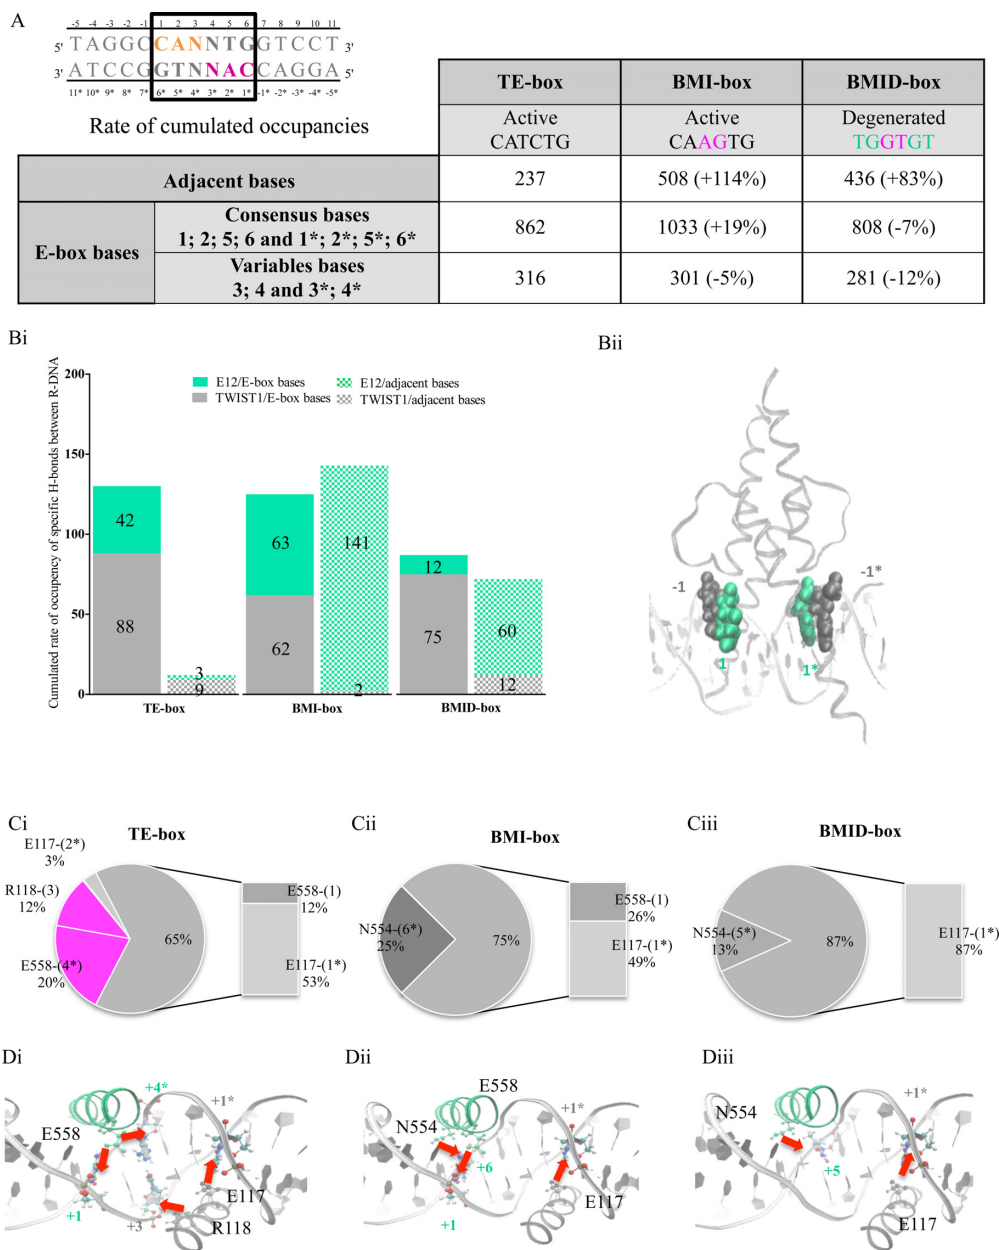 A
-5 -4 -3 -2 -1 1 2 3 4 5 6 7 8 9 10 11
5' TAGGCCANNTGGTCCT 3'
3' ATCCGGTNNACCAGGA 5'
11* 10* 9* 8* 7* 6* 5* 4* 3* 2* 1* -1* -2* -3* -4* -5*
Rate of cumulated occupancies
TE-box BMI-box BMID-box
Active Active Degenerated
CATCTG CAAGTG TGGTGT
Adjacent bases 237 508 (+114%) 436 (+83%)
E-box bases
Consensus bases
1; 2; 5; 6 and 1*; 2*; 5*; 6*
862 1033 (+19%) 808 (-7%)
Variables bases
3; 4 and 3*; 4*
316 301 (-5%) 281 (-12%)
Bi
Cumulated rate of occupency of specific H-bonds between R-DNA
200
150
100
50
0
E12/E-box bases E12/adjacent bases
TWIST1/E-box bases TWIST1/adjacent bases
42
88
3
9
63
62
141
2
12
75
60
12
TE-box BMI-box BMID-box
Bii
-1
-1*
1
1*
Ci
TE-box
E117-(2*)
3%
R118-(3)
12%
E558-(4*)
20%
65%
E558-(1)
12%
E117-(1*)
53%
Cii
BMI-box
N554-(6*)
25%
75%
E558-(1)
26%
E117-(1*)
49%
Ciii
BMID-box
N554-(5*)
13%
87%
E117-(1*)
87%
Di
+4*
+1*
E558
+1
+3
E117
R118
Dii
E558
N554
+1*
+6
+1
E117
Diii
N554
+1*
+5
E117